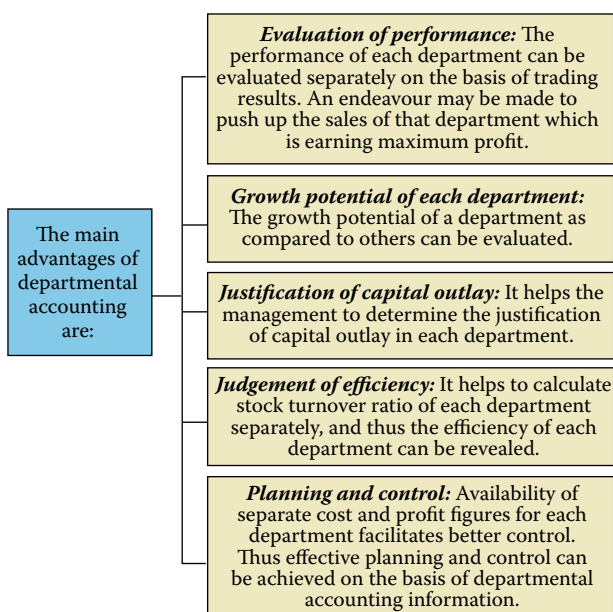 The main
advantages of
departmental
accounting
are:
Evaluation of performance: The
performance of each department can be
evaluated separately on the basis of trading
results. An endeavour may be made to
push up the sales of that department which
is earning maximum profit.
Growth potential of each department:
The growth potential of a department as
compared to others can be evaluated.
Justification of capital outlay: It helps the
management to determine the justification
of capital outlay in each department.
Judgement of efficiency: It helps to calculate
stock turnover ratio of each department
separately, and thus the efficiency of each
department can be revealed.
Planning and control: Availability of
separate cost and profit figures for each
department facilitates better control.
Thus effective planning and control can
be achieved on the basis of departmental
accounting information.